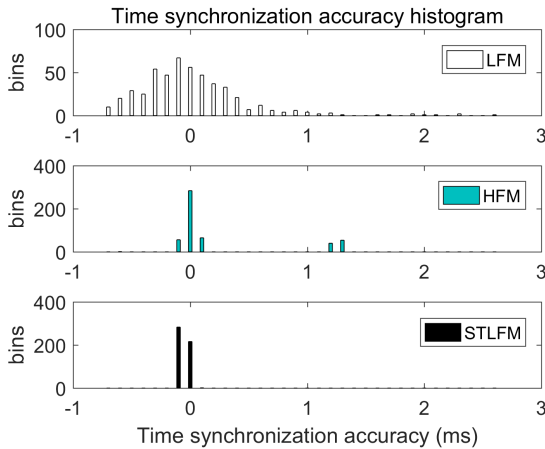 Time synchronization accuracy histogram
100
50
0
bins
LFM
-1 0 1 2 3
400
200
0
bins
HFM
-1 0 1 2 3
400
200
0
bins
STLFM
-1 0 1 2 3
Time synchronization accuracy (ms)